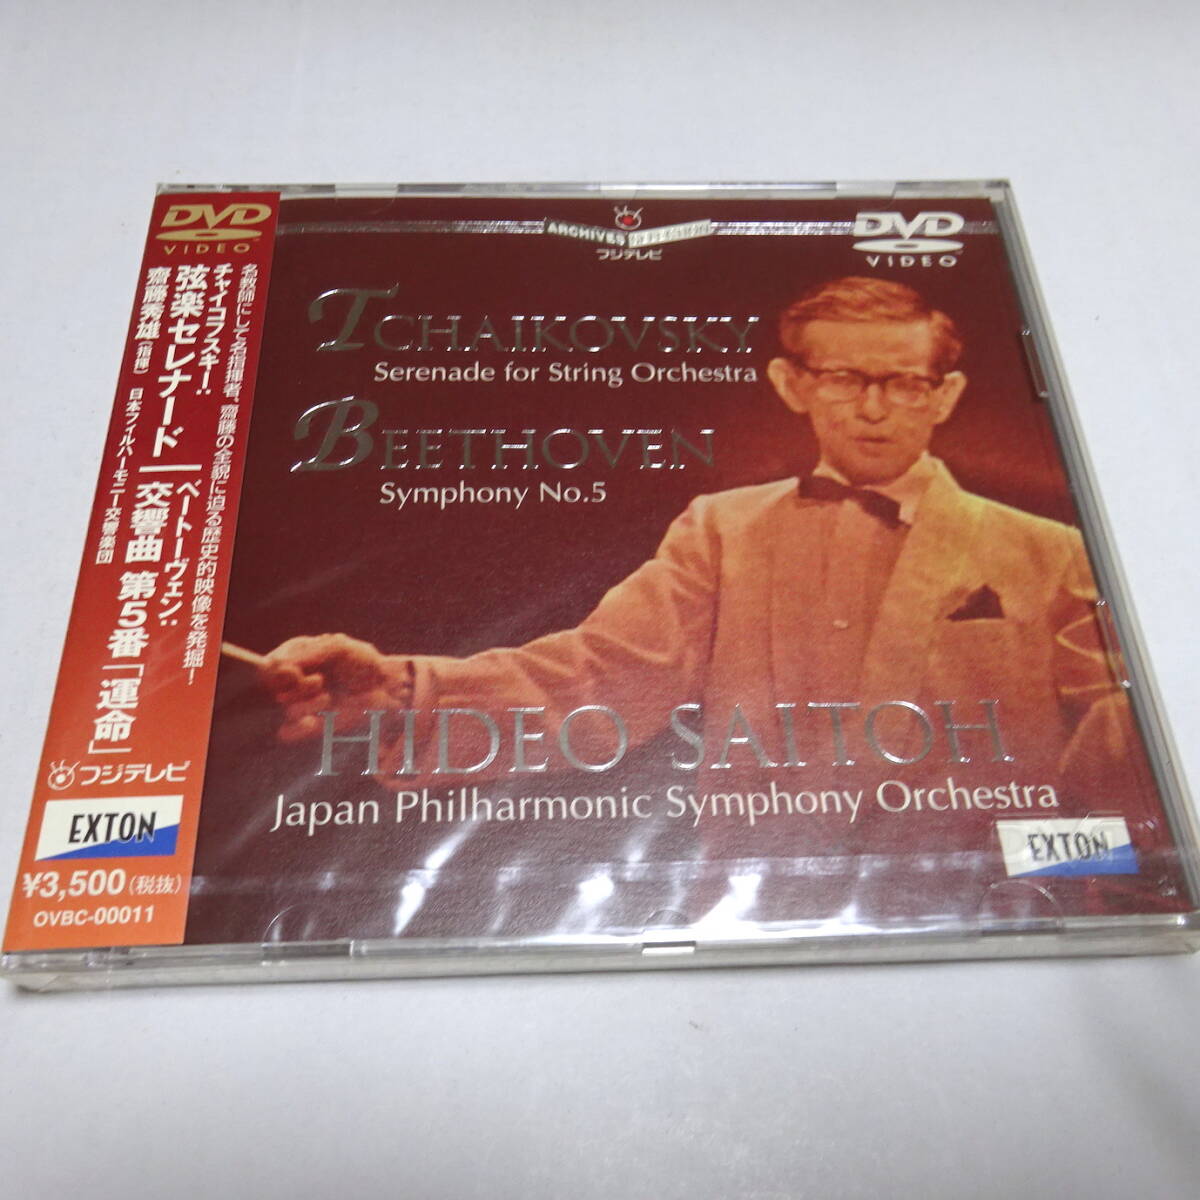 DVD
VIDEO
名教師にして名指揮者、齋藤の全貌に迫る歴史的映像を発掘!
チャイコフスキー:
弦楽セレナード
ベートーヴェン:
交響曲 第5番「運命」
齋藤秀雄(指揮) 日本フィルハーモニー交響楽団
フジテレビ
EXTON
¥3,500(税抜)
OVBC-00011
ARCHIVES SELECTION
フジテレビ
DVD
VIDEO
TCHAIKOVSKY
Serenade for String Orchestra
BEETHOVEN
Symphony No.5
HIDEO SAITOH
Japan Philharmonic Symphony Orchestra
EXTON